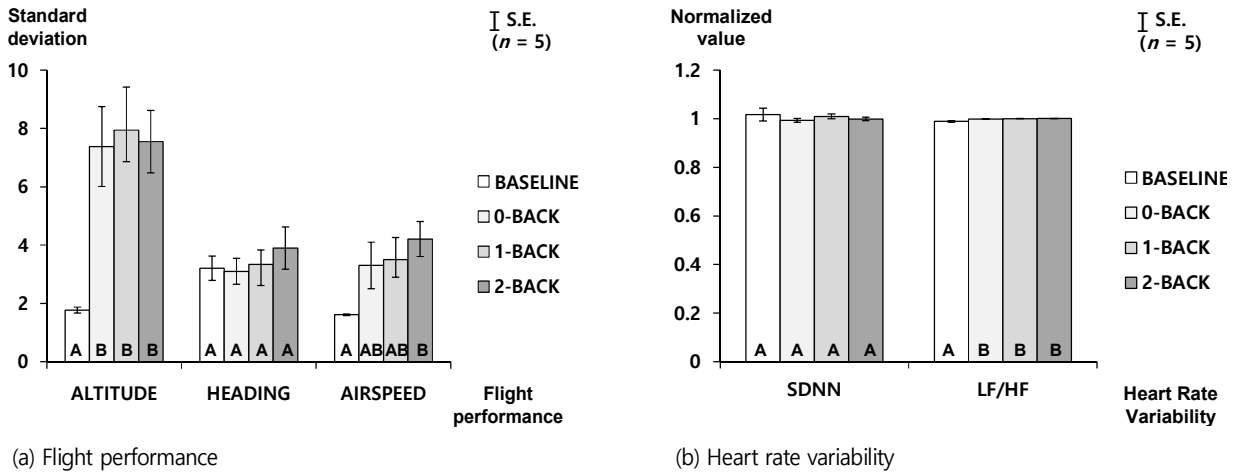 Standard
deviation
S.E.
(n = 5)
10
8
6
4
2
0
A B B B A A A A A AB AB B
ALTITUDE HEADING AIRSPEED
Flight
performance
BASELINE
0-BACK
1-BACK
2-BACK
(a) Flight performance
Normalized
value
S.E.
(n = 5)
1.2
1
0.8
0.6
0.4
0.2
0
A A A A A B B B
SDNN LF/HF
Heart Rate
Variability
BASELINE
0-BACK
1-BACK
2-BACK
(b) Heart rate variability